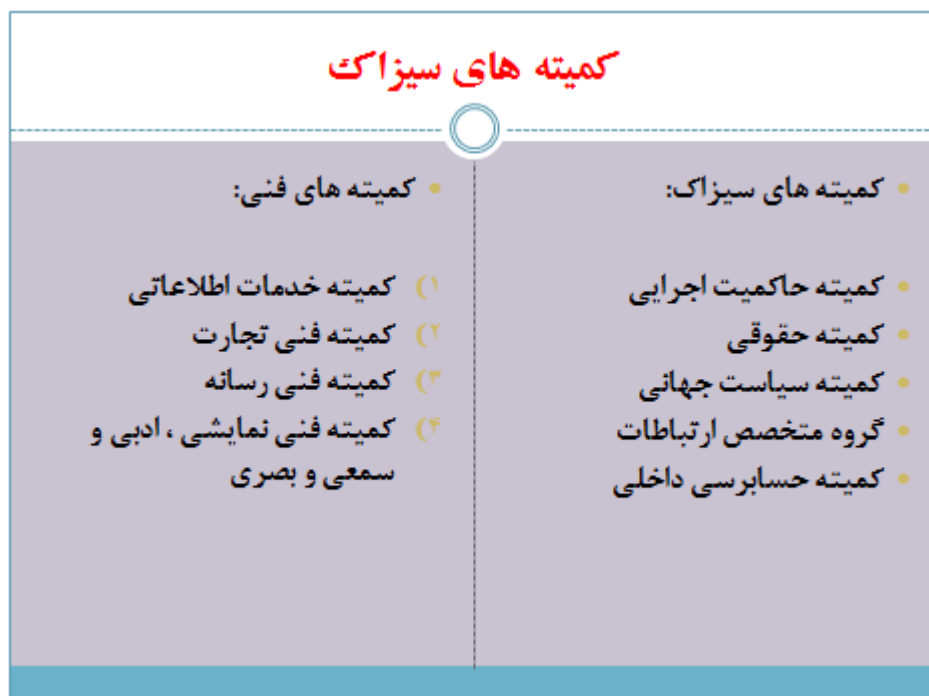 کمیته های سیزاک
• کمیته های سیزاک:
• کمیته حاکمیت اجرایی
• کمیته حقوقی
• کمیته سیاست جهانی
• گروه متخصص ارتباطات
• کمیته حسابرسی داخلی
• کمیته های فنی:
۱) کمیته خدمات اطلاعاتی
۲) کمیته فنی تجارت
۳) کمیته فنی رسانه
۴) کمیته فنی نمایشی ، ادبی و
سمعی و بصری